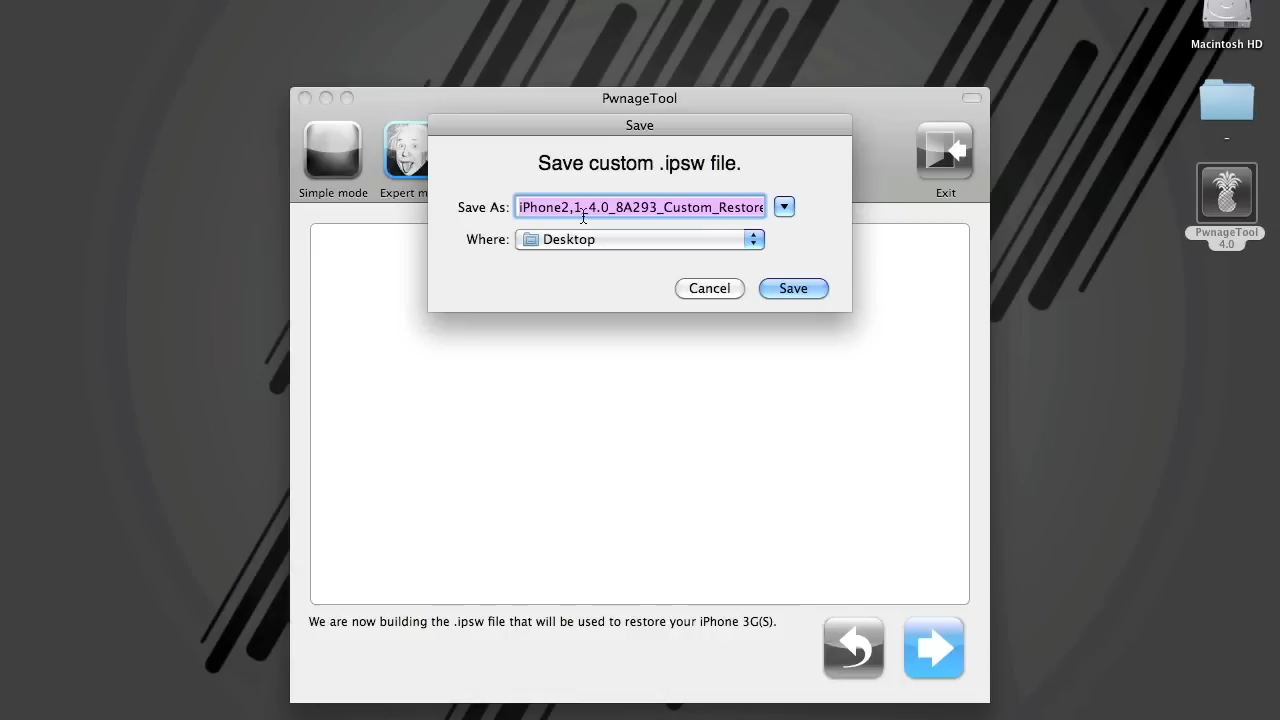 Macintosh HD
-
PwnageTool
4.0
PwnageTool
Simple mode
Expert m
Exit
Save
Save custom .ipsw file.
Save As: iPhone2,1-4.0_8A293_Custom_Restore
Where: Desktop
Cancel Save
We are now building the .ipsw file that will be used to restore your iPhone 3G(S).